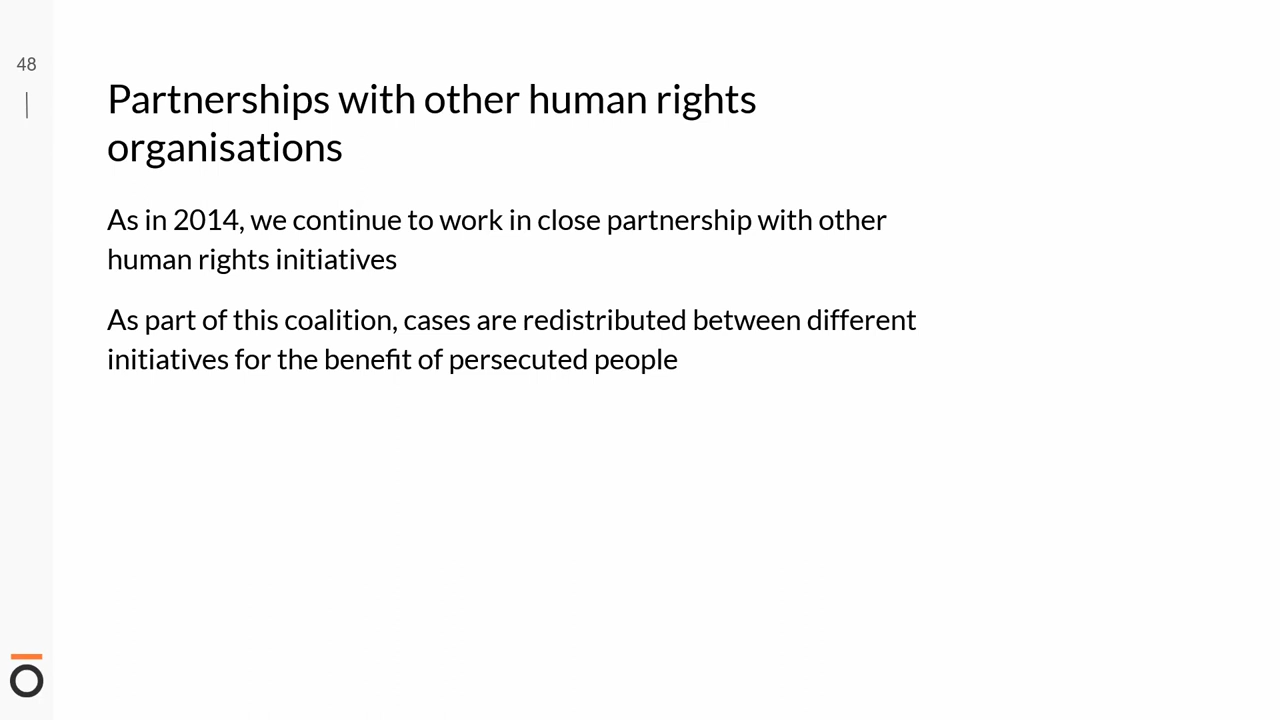 48
Partnerships with other human rights
organisations
As in 2014, we continue to work in close partnership with other
human rights initiatives
As part of this coalition, cases are redistributed between different
initiatives for the benefit of persecuted people